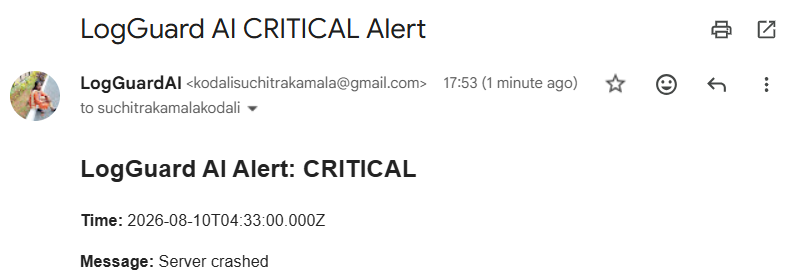 LogGuard AI CRITICAL Alert
LogGuardAI <kodalisuchitrakamala@gmail.com> 17:53 (1 minute ago)
to suchitrakamalakodali
LogGuard AI Alert: CRITICAL
Time: 2026-08-10T04:33:00.000Z
Message: Server crashed